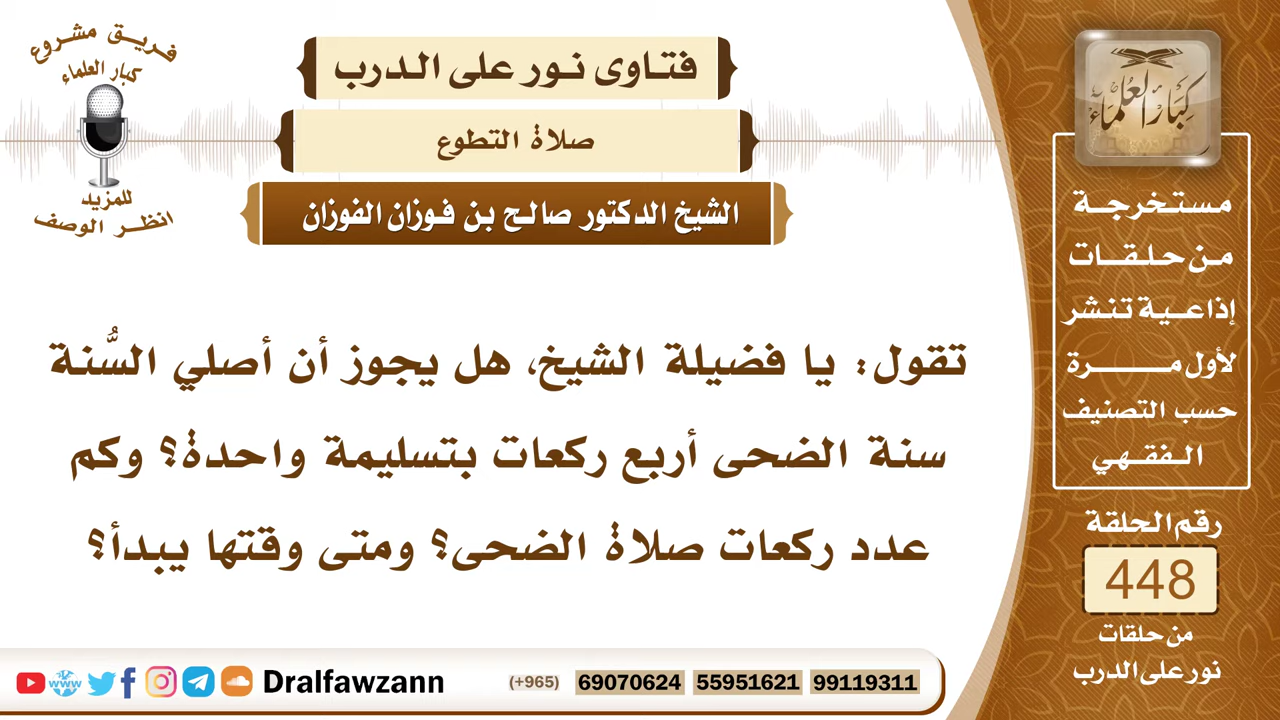 فريق مشروع
كبار العلماء
للمزيد
انظر الوصف
فتاوى نور على الدرب
صلاة التطوع
الشيخ الدكتور صالح بن فوزان الفوزان
تقول: يا فضيلة الشيخ، هل يجوز أن أصلي السُّنة
سنة الضحى أربع ركعات بتسليمة واحدة؟ وكم
عدد ركعات صلاة الضحى؟ ومتى وقتها يبدأ؟
كبار العلماء
مستخرجة
من حلقات
إذاعية تنشر
لأول مرة
حسب التصنيف
الفقهي
رقم الحلقة
448
من حلقات
نور على الدرب
www
Dralfawzann
(+965) 69070624 55951621 99119311